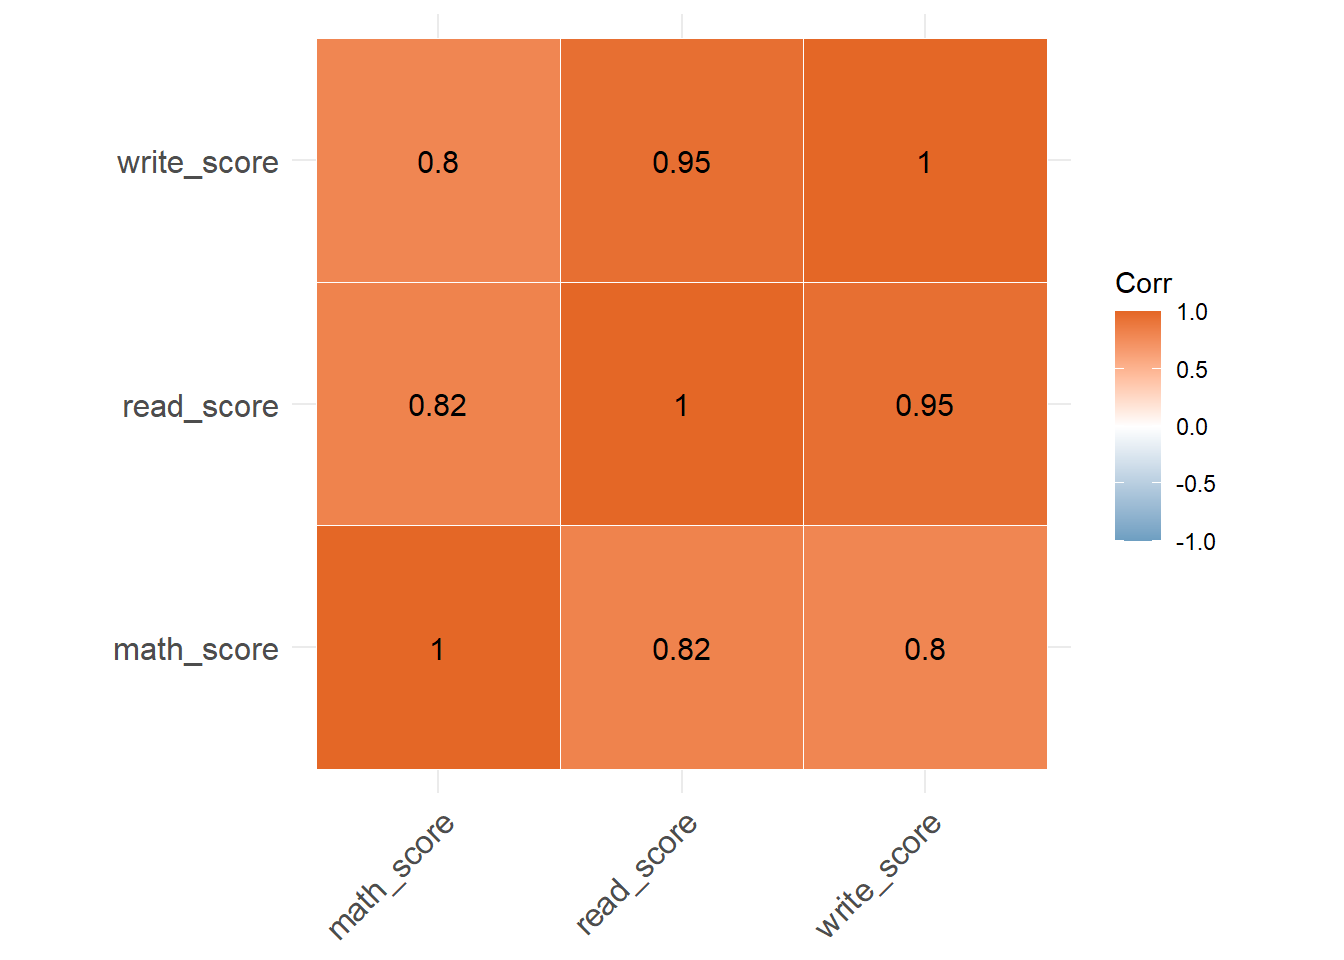 write_score
0.8 0.95 1
read_score
0.82 1 0.95
math_score
1 0.82 0.8
math_score
read_score
write_score
Corr
1.0
0.5
0.0
-0.5
-1.0